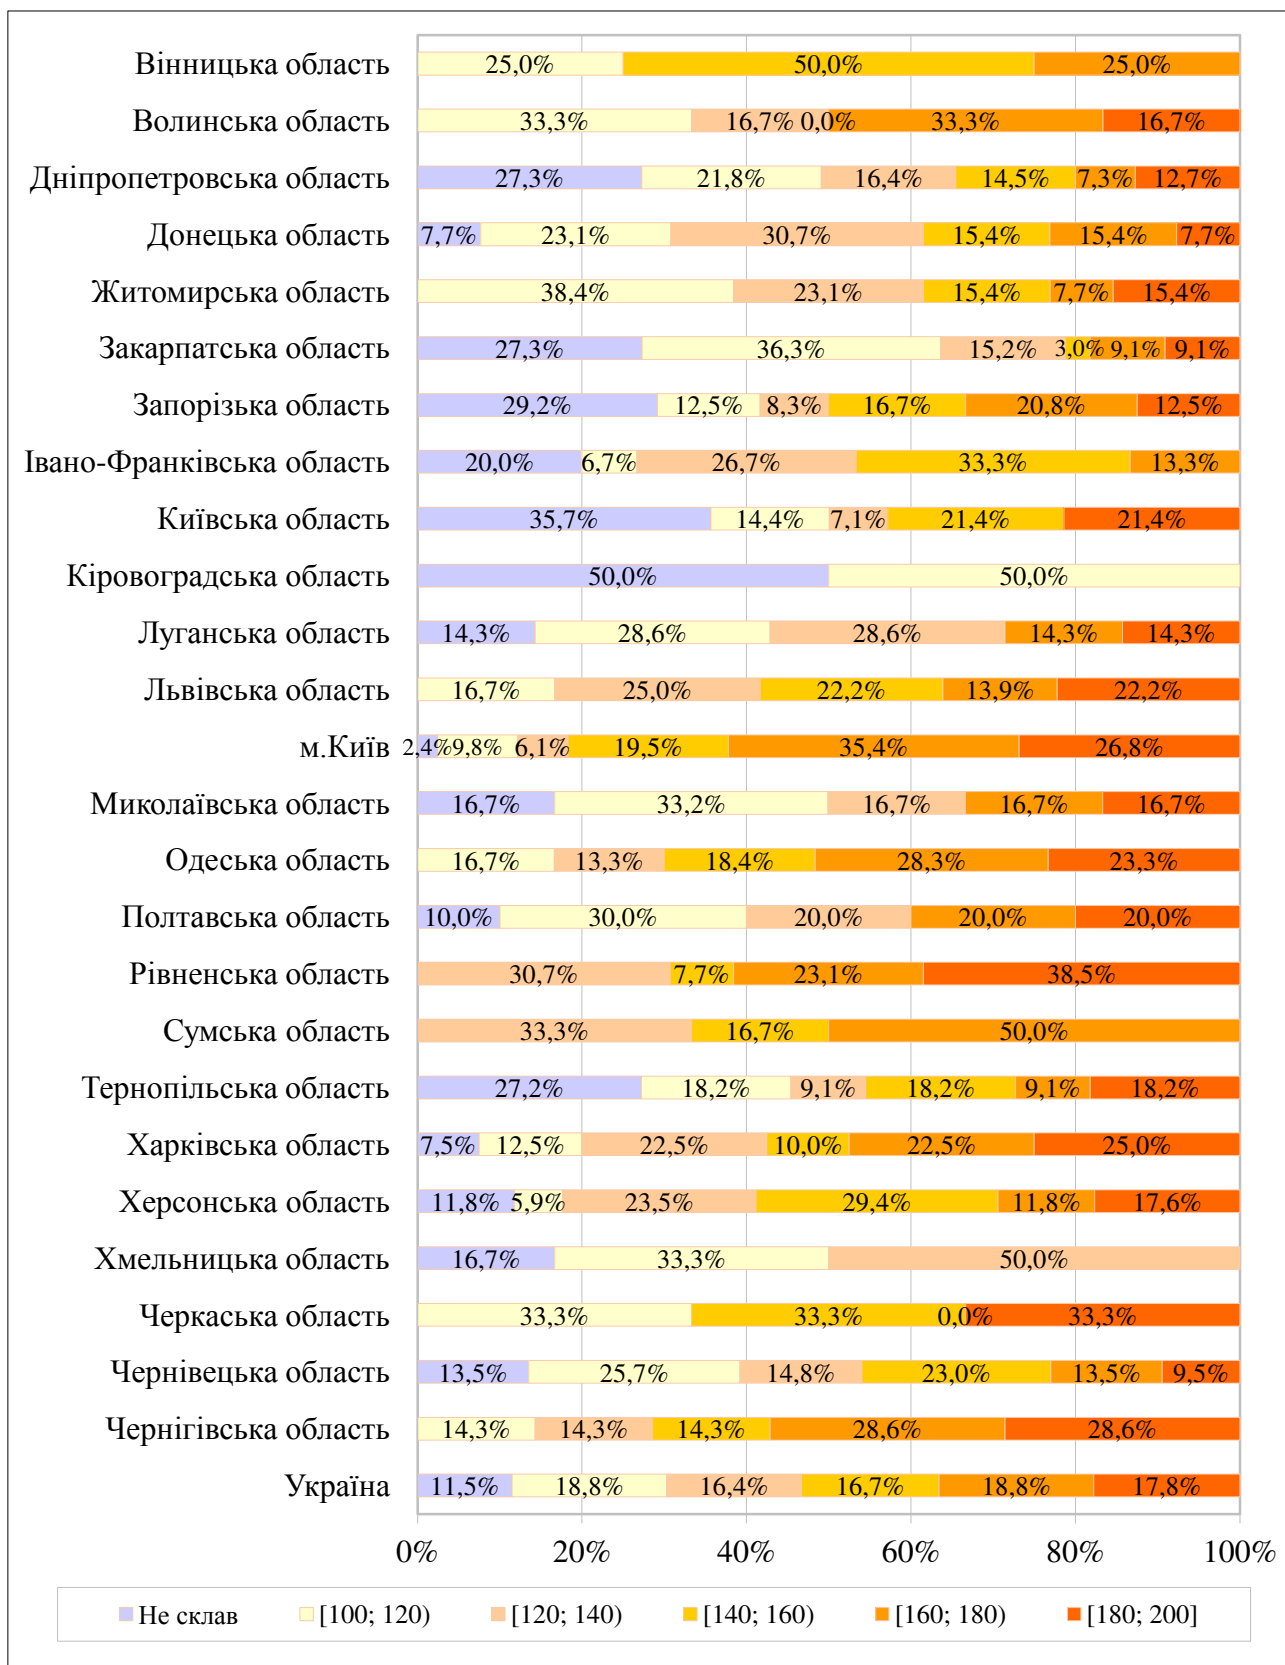 Вінницька область 25,0% 50,0% 25,0%
Волинська область 33,3% 16,7% 0,0% 33,3% 16,7%
Дніпропетровська область 27,3% 21,8% 16,4% 14,5% 7,3% 12,7%
Донецька область 7,7% 23,1% 30,7% 15,4% 15,4% 7,7%
Житомирська область 38,4% 23,1% 15,4% 7,7% 15,4%
Закарпатська область 27,3% 36,3% 15,2% 3,0% 9,1% 9,1%
Запорізька область 29,2% 12,5% 8,3% 16,7% 20,8% 12,5%
Івано-Франківська область 20,0% 6,7% 26,7% 33,3% 13,3%
Київська область 35,7% 14,4% 7,1% 21,4% 21,4%
Кіровоградська область 50,0% 50,0%
Луганська область 14,3% 28,6% 28,6% 14,3% 14,3%
Львівська область 16,7% 25,0% 22,2% 13,9% 22,2%
м.Київ 2,4% 9,8% 6,1% 19,5% 35,4% 26,8%
Миколаївська область 16,7% 33,2% 16,7% 16,7% 16,7%
Одеська область 16,7% 13,3% 18,4% 28,3% 23,3%
Полтавська область 10,0% 30,0% 20,0% 20,0% 20,0%
Рівненська область 30,7% 7,7% 23,1% 38,5%
Сумська область 33,3% 16,7% 50,0%
Тернопільська область 27,2% 18,2% 9,1% 18,2% 9,1% 18,2%
Харківська область 7,5% 12,5% 22,5% 10,0% 22,5% 25,0%
Херсонська область 11,8% 5,9% 23,5% 29,4% 11,8% 17,6%
Хмельницька область 16,7% 33,3% 50,0%
Черкаська область 33,3% 33,3% 0,0% 33,3%
Чернівецька область 13,5% 25,7% 14,8% 23,0% 13,5% 9,5%
Чернігівська область 14,3% 14,3% 14,3% 28,6% 28,6%
Україна 11,5% 18,8% 16,4% 16,7% 18,8% 17,8%
0% 20% 40% 60% 80% 100%
Не склав [100; 120) [120; 140) [140; 160) [160; 180) [180; 200]